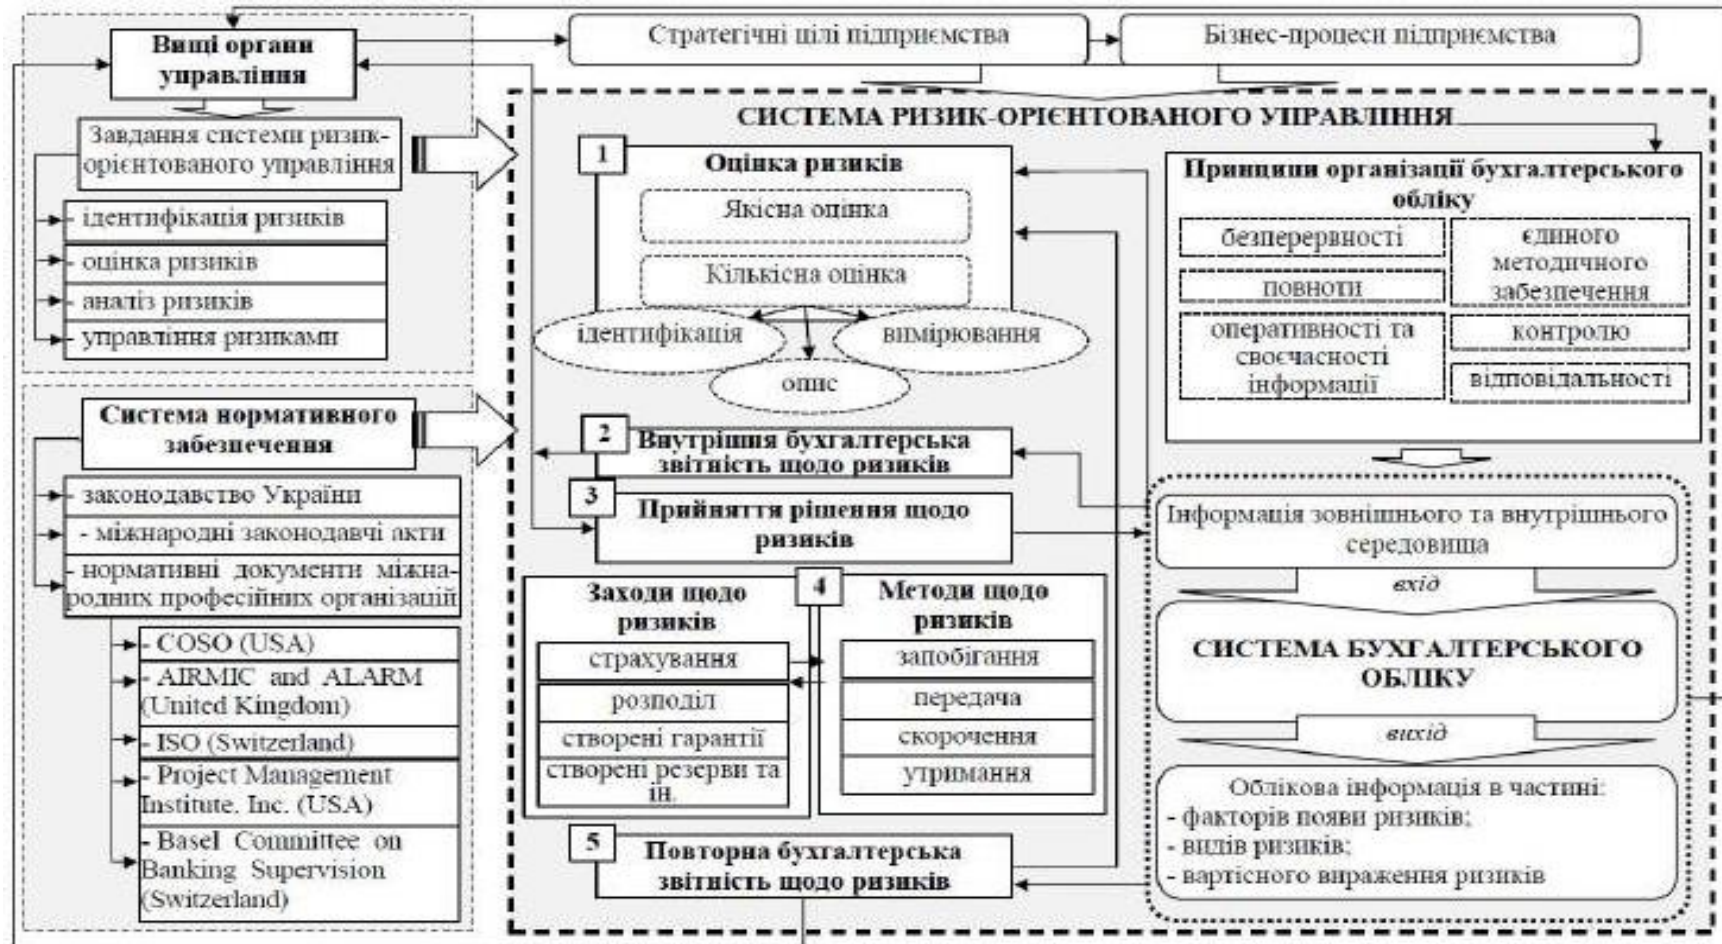 Вищі органи
управління
Стратегічні цілі підприємства
Бізнес-процеси підприємства
Завдання системи ризик-
орієнтованого управління
- ідентифікація ризиків
- оцінка ризиків
- аналіз ризиків
- управління ризиками
Система нормативного
забезпечення
- законодавство України
- міжнародні законодавчі акти
- нормативні документи міжна-
родних професійних організацій
- COSO (USA)
- AIRMIC and ALARM
(United Kingdom)
- ISO (Switzerland)
- Project Management
Institute, Inc. (USA)
- Basel Committee on
Banking Supervision
(Switzerland)
СИСТЕМА РИЗИК-ОРІЄНТОВАНОГО УПРАВЛІННЯ
1
Оцінка ризиків
Якісна оцінка
Кількісна оцінка
ідентифікація
вимірювання
опис
2
Внутрішня бухгалтерська
звітність щодо ризиків
3
Прийняття рішення щодо
ризиків
4
Заходи щодо
ризиків
страхування
розподіл
створені гарантії
створені резерви та
ін.
Методи щодо
ризиків
запобігання
передача
скорочення
утримання
5
Повторна бухгалтерська
звітність щодо ризиків
Принципи організації бухгалтерського
обліку
безперервності
повноти
оперативності та
своєчасності
інформації
єдиного
методичного
забезпечення
контролю
відповідальності
Інформація зовнішнього та внутрішнього
середовища
вхід
СИСТЕМА БУХГАЛТЕРСЬКОГО
ОБЛІКУ
вихід
Облікова інформація в частині:
- факторів появи ризиків;
- видів ризиків;
- вартісного вираження ризиків